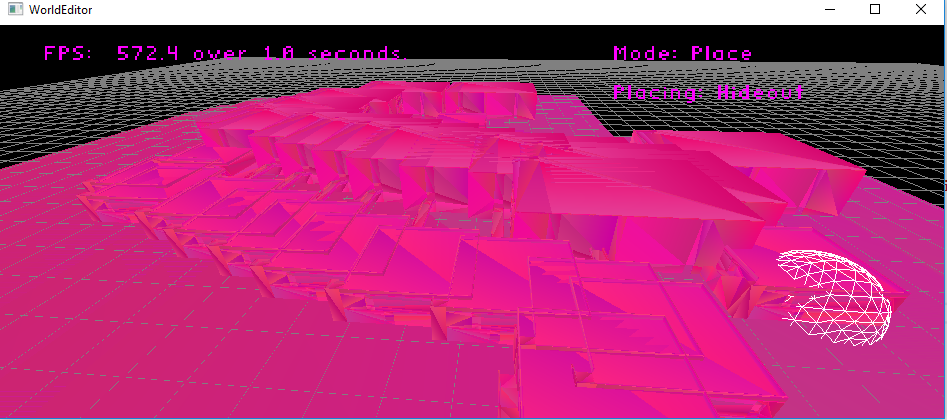 WorldEditor
FPS: 572.4 over 1.0 seconds.
Mode: Place
Placing: Hideout